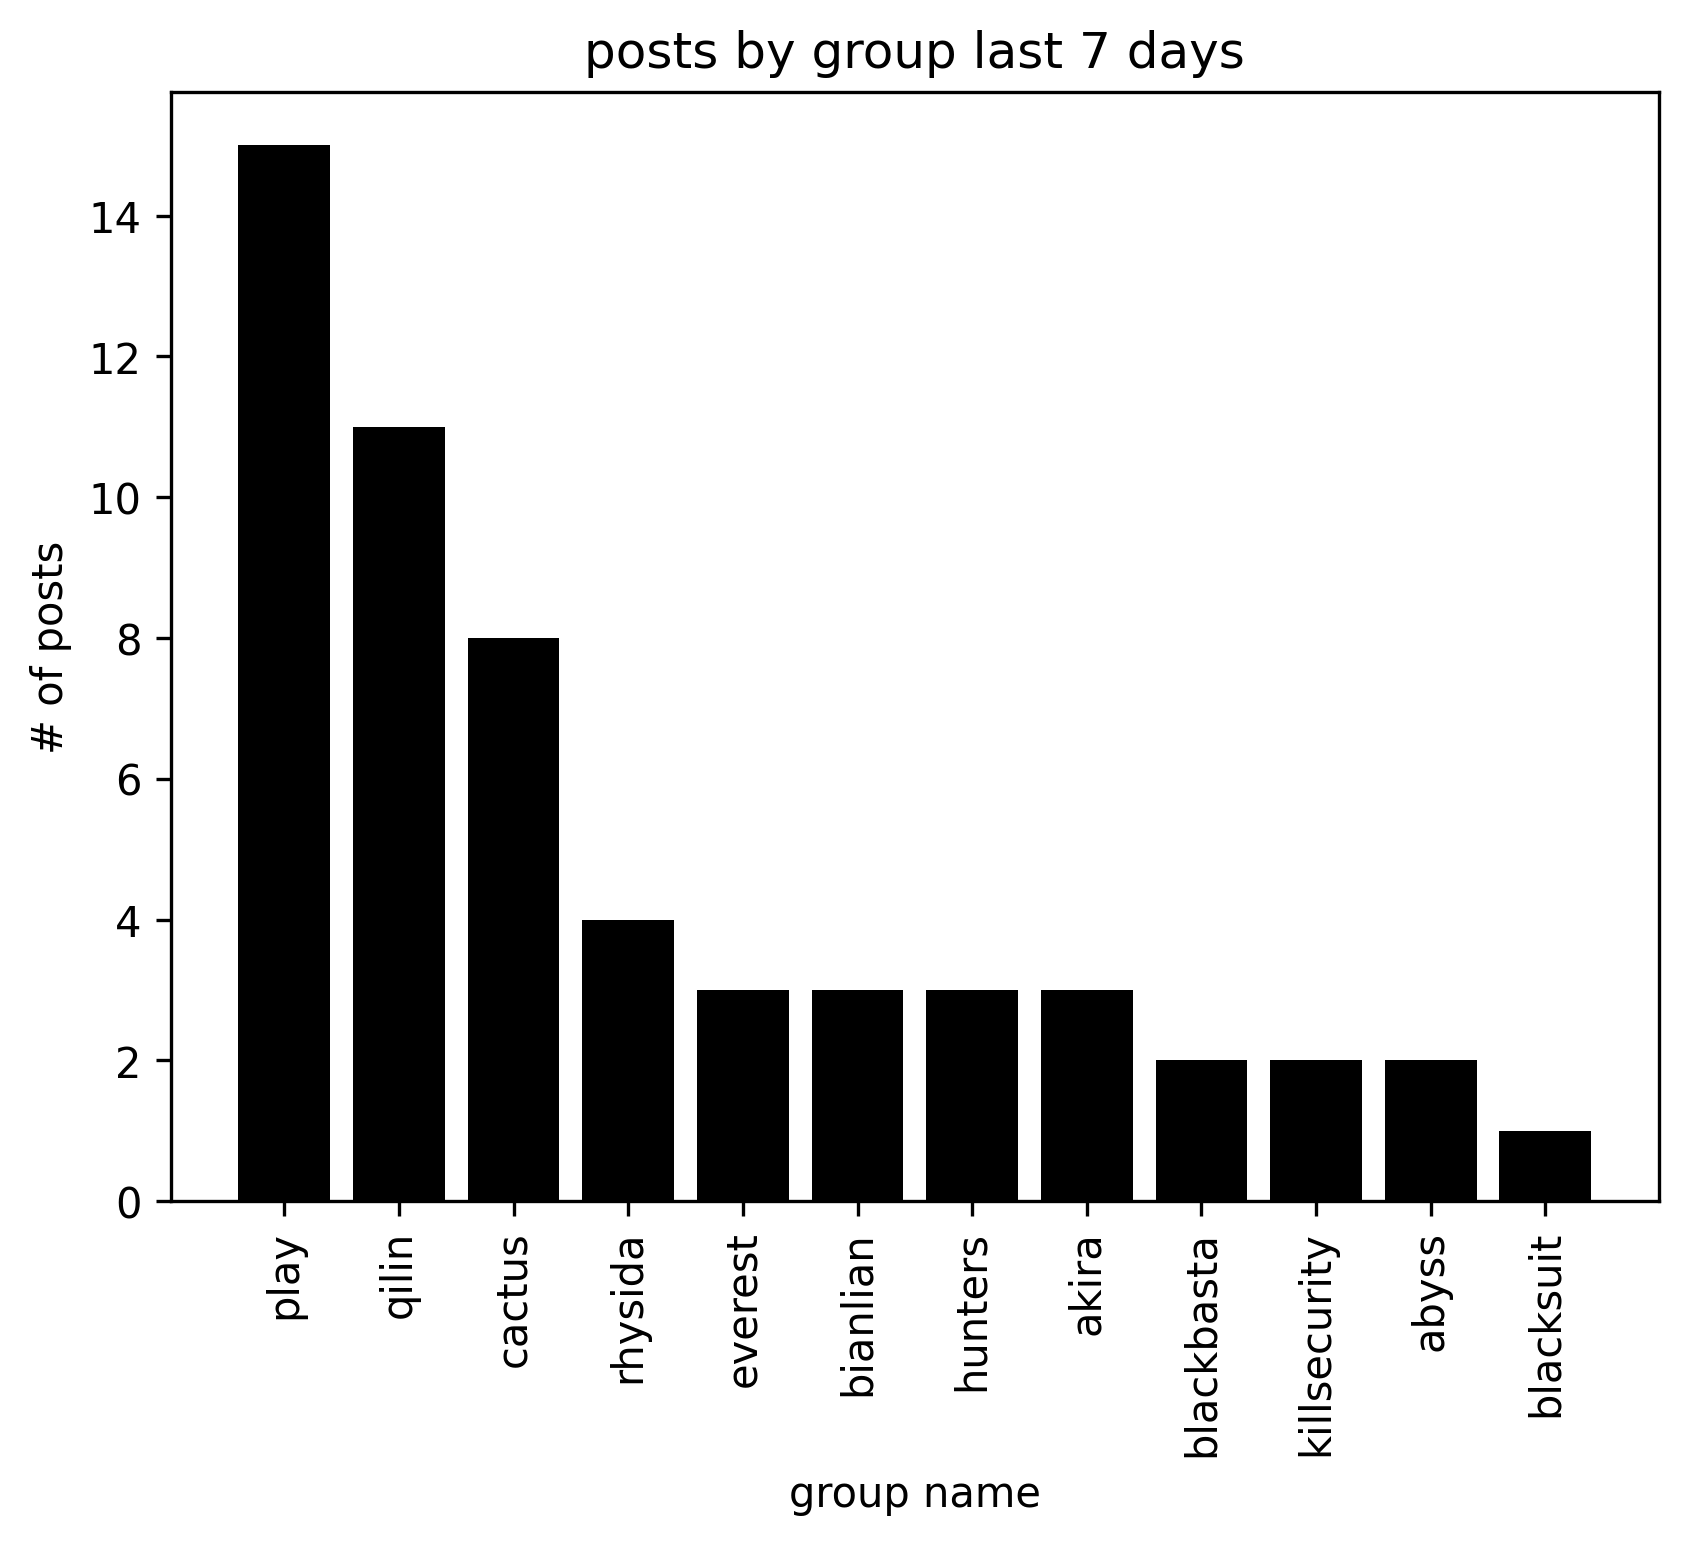 posts by group last 7 days
# of posts
14
12
10
8
6
4
2
0
play
qilin
cactus
rhysida
everest
bianlian
hunters
akira
blackbasta
killsecurity
abyss
blacksuit
group name